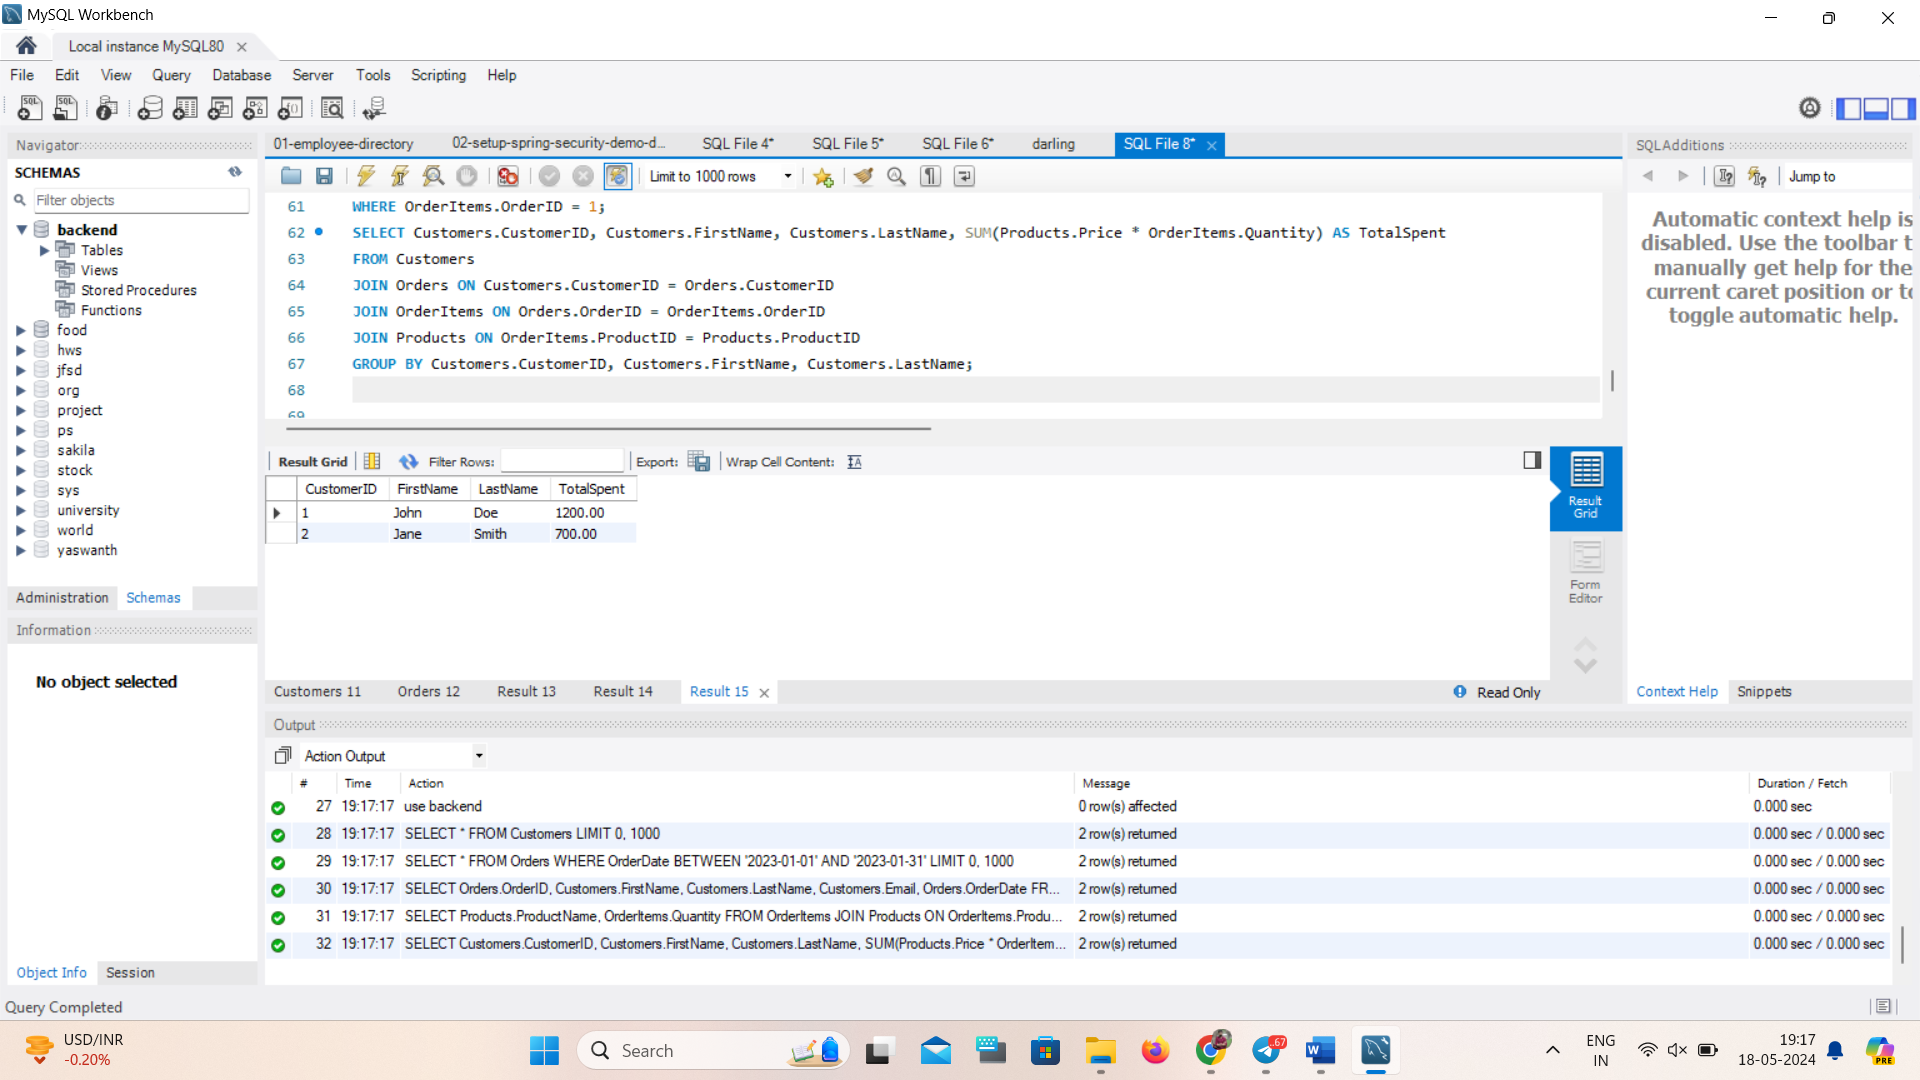 MySQL Workbench
Local instance MySQL80
File Edit View Query Database Server Tools Scripting Help
Navigator
SCHEMAS
Filter objects
backend
Tables
Views
Stored Procedures
Functions
food
hws
jfsd
org
project
ps
sakila
stock
sys
university
world
yaswanth
Administration Schemas
Information
No object selected
Object Info Session
01-employee-directory 02-setup-spring-security-demo-d... SQL File 4* SQL File 5* SQL File 6* darling SQL File 8*
Limit to 1000 rows
61 WHERE OrderItems.OrderID = 1;
62 SELECT Customers.CustomerID, Customers.FirstName, Customers.LastName, SUM(Products.Price * OrderItems.Quantity) AS TotalSpent
63 FROM Customers
64 JOIN Orders ON Customers.CustomerID = Orders.CustomerID
65 JOIN OrderItems ON Orders.OrderID = OrderItems.OrderID
66 JOIN Products ON OrderItems.ProductID = Products.ProductID
67 GROUP BY Customers.CustomerID, Customers.FirstName, Customers.LastName;
68
69
Result Grid Filter Rows: Export: Wrap Cell Content:
CustomerID FirstName LastName TotalSpent
1 John Doe 1200.00
2 Jane Smith 700.00
Result Grid
Form Editor
Customers 11 Orders 12 Result 13 Result 14 Result 15 Read Only
SQLAdditions
Jump to
Automatic context help is
disabled. Use the toolbar t
manually get help for the
current caret position or to
toggle automatic help.
Context Help Snippets
Output
Action Output
# Time Action Message Duration / Fetch
27 19:17:17 use backend 0 row(s) affected 0.000 sec
28 19:17:17 SELECT * FROM Customers LIMIT 0, 1000 2 row(s) returned 0.000 sec / 0.000 sec
29 19:17:17 SELECT * FROM Orders WHERE OrderDate BETWEEN '2023-01-01' AND '2023-01-31' LIMIT 0, 1000 2 row(s) returned 0.000 sec / 0.000 sec
30 19:17:17 SELECT Orders.OrderID, Customers.FirstName, Customers.LastName, Customers.Email, Orders.OrderDate FR... 2 row(s) returned 0.000 sec / 0.000 sec
31 19:17:17 SELECT Products.ProductName, OrderItems.Quantity FROM OrderItems JOIN Products ON OrderItems.Produ... 2 row(s) returned 0.000 sec / 0.000 sec
32 19:17:17 SELECT Customers.CustomerID, Customers.FirstName, Customers.LastName, SUM(Products.Price * OrderItem... 2 row(s) returned 0.000 sec / 0.000 sec
Query Completed
USD/INR
-0.20%
Search
67
ENG
IN
19:17
18-05-2024
PRE